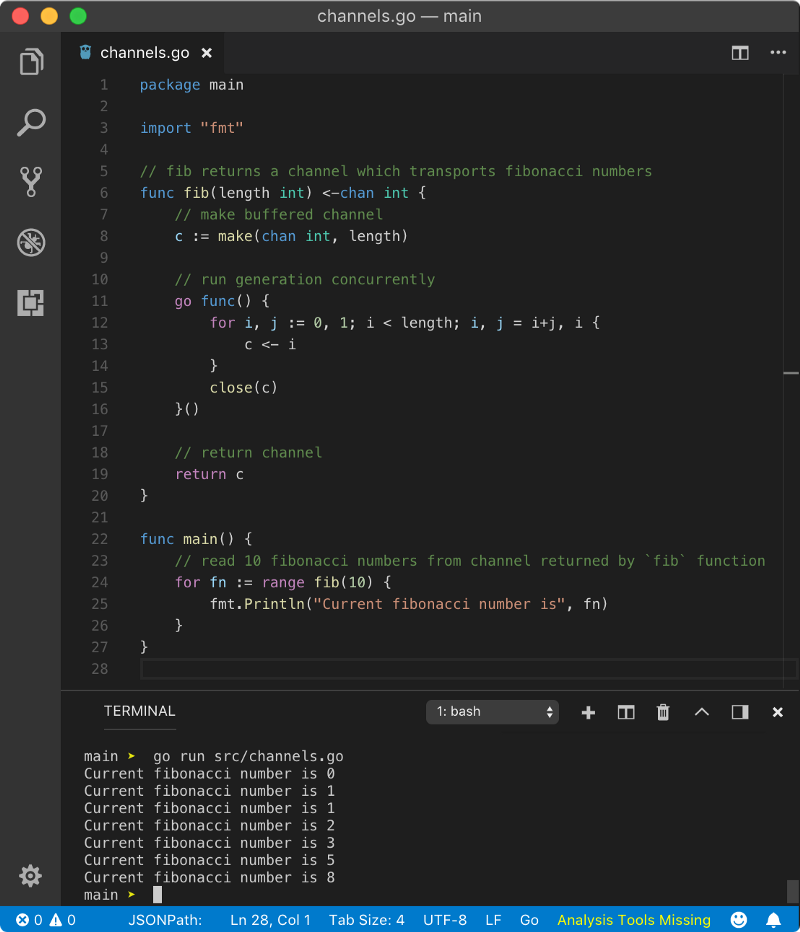 channels.go — main
channels.go
1 package main
2
3 import "fmt"
4
5 // fib returns a channel which transports fibonacci numbers
6 func fib(length int) <-chan int {
7     // make buffered channel
8     c := make(chan int, length)
9
10     // run generation concurrently
11     go func() {
12         for i, j := 0, 1; i < length; i, j = i+j, i {
13             c <- i
14         }
15         close(c)
16     }()
17
18     // return channel
19     return c
20 }
21
22 func main() {
23     // read 10 fibonacci numbers from channel returned by `fib` function
24     for fn := range fib(10) {
25         fmt.Println("Current fibonacci number is", fn)
26     }
27 }
28
TERMINAL 1: bash
main ➤ go run src/channels.go
Current fibonacci number is 0
Current fibonacci number is 1
Current fibonacci number is 1
Current fibonacci number is 2
Current fibonacci number is 3
Current fibonacci number is 5
Current fibonacci number is 8
main ➤
0 0 JSONPath: Ln 28, Col 1 Tab Size: 4 UTF-8 LF Go Analysis Tools Missing